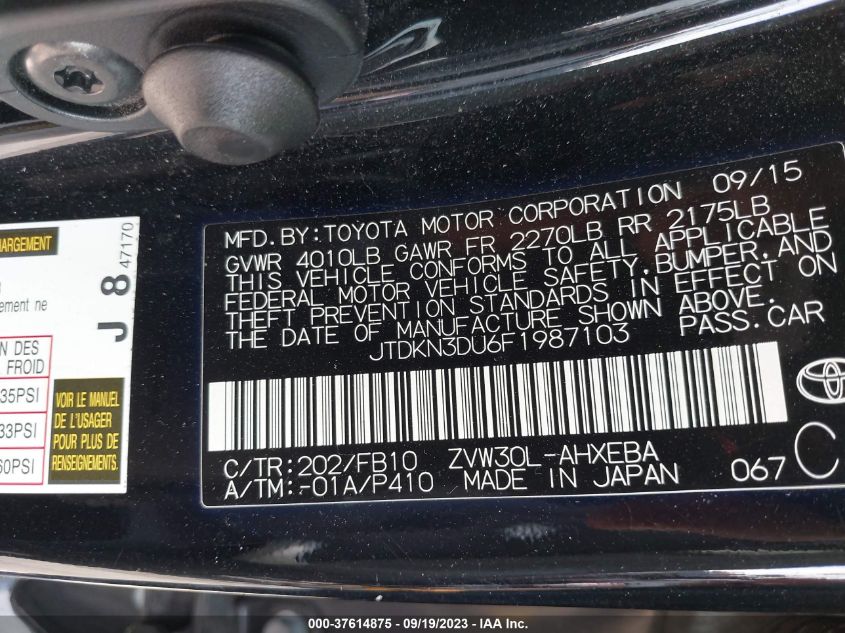 HARGEMENT
ement ne
N DES
FROID
35PSI
33PSI
60PSI
VOIR LE MANUEL
DE L'USAGER
POUR PLUS DE
RENSEIGNEMENTS.
J 8 47170
MFD. BY: TOYOTA MOTOR CORPORATION 09/15
GVWR 4010LB GAWR FR 2270LB RR 2175LB
THIS VEHICLE CONFORMS TO ALL APPLICABLE
FEDERAL MOTOR VEHICLE SAFETY, BUMPER, AND
THEFT PREVENTION STANDARDS IN EFFECT ON
THE DATE OF MANUFACTURE SHOWN ABOVE.
JTDKN3DU6F1987103 PASS. CAR
C/TR: 202/FB10 ZVW30L-AHXEBA
A/TM: -01A/P410 MADE IN JAPAN 067 C
000-37614875 - 09/19/2023 - WWW.IAAI.COM